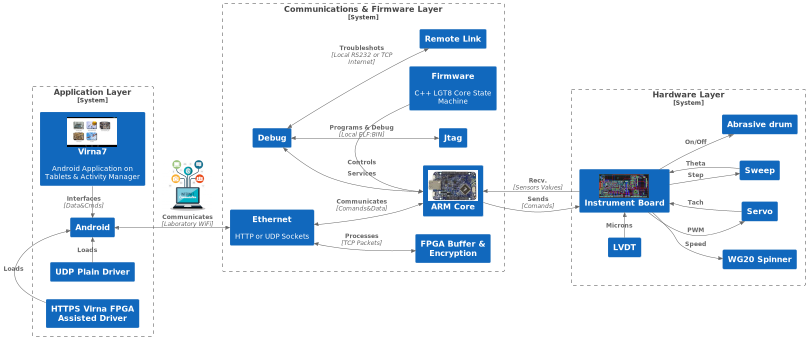 Communications & Firmware Layer
[System]
Remote Link
Troubleshots
[Local RS232 or TCP
Internet]
Firmware
C++ LGT8 Core State
Machine
Debug
Programs & Debug
[Local ELF:BIN]
Jtag
Controls
Services
ARM Core
Communicates
[Comands&Data]
Ethernet
HTTP or UDP Sockets
Processes
[TCP Packets]
FPGA Buffer &
Encryption
Application Layer
[System]
Virna7
Android Application on
Tablets & Activity Manager
Interfaces
[Data&Cmds]
Android
Communicates
[Laboratory WiFi]
Loads
UDP Plain Driver
Loads
HTTPS Virna FPGA
Assisted Driver
Recv.
[Sensors Values]
Sends
[Comands]
Hardware Layer
[System]
Abrasive drum
On/Off
Theta
Step
Sweep
Instrument Board
Tach
Servo
Microns
PWM
LVDT
Speed
WG20 Spinner